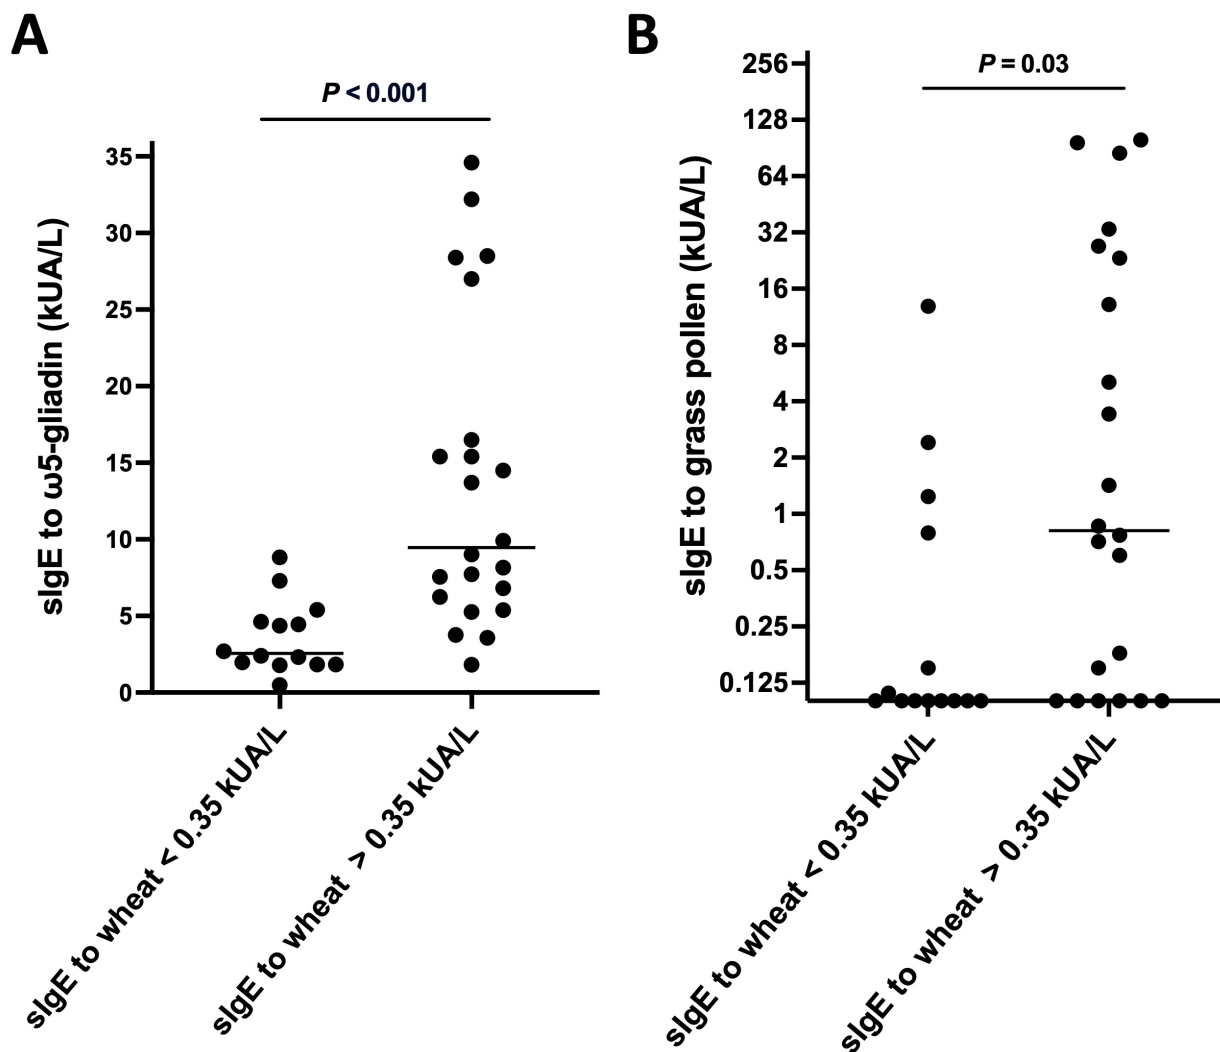 A
P < 0.001
sIgE to ω5-gliadin (kUA/L)
35
30
25
20
15
10
5
0
sIgE to wheat < 0.35 kUA/L
sIgE to wheat > 0.35 kUA/L
B
P = 0.03
sIgE to grass pollen (kUA/L)
256
128
64
32
16
8
4
2
1
0.5
0.25
0.125
sIgE to wheat < 0.35 kUA/L
sIgE to wheat > 0.35 kUA/L